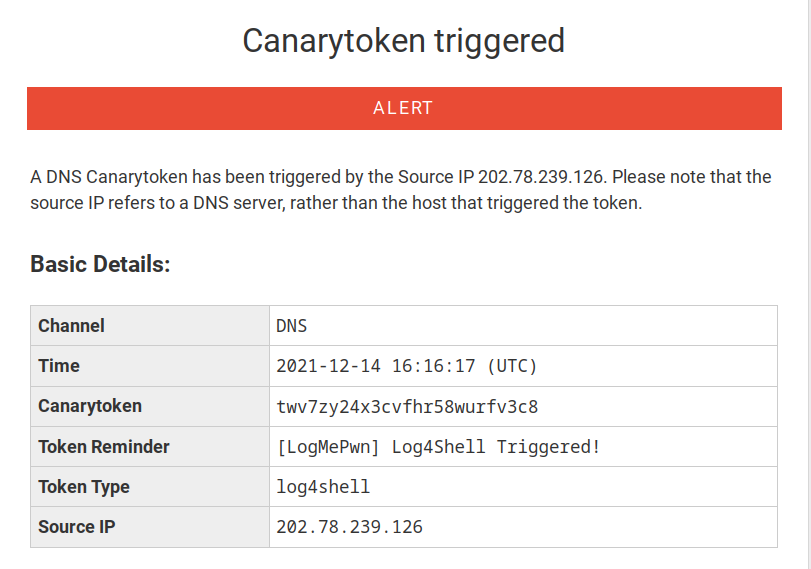 Canarytoken triggered
ALERT
A DNS Canarytoken has been triggered by the Source IP 202.78.239.126. Please note that the
source IP refers to a DNS server, rather than the host that triggered the token.
Basic Details:
Channel DNS
Time 2021-12-14 16:16:17 (UTC)
Canarytoken twv7zy24x3cvfhr58wurfv3c8
Token Reminder [LogMePwn] Log4Shell Triggered!
Token Type log4shell
Source IP 202.78.239.126